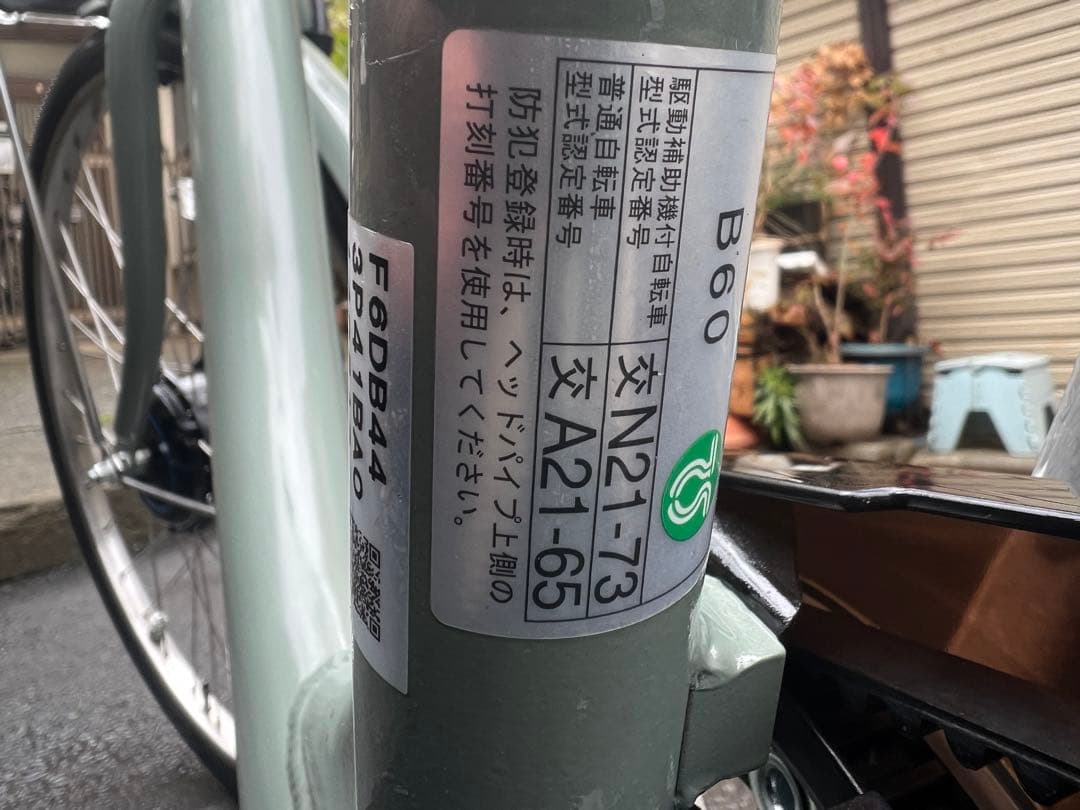 B60
駆動補助機付自転車
型式認定番号
交N21-73
普通自転車
型式認定番号
交A21-65
防犯登録時は、ヘッドパイプ上側の
打刻番号を使用してください。
TS
F6DB44
3P41BA0